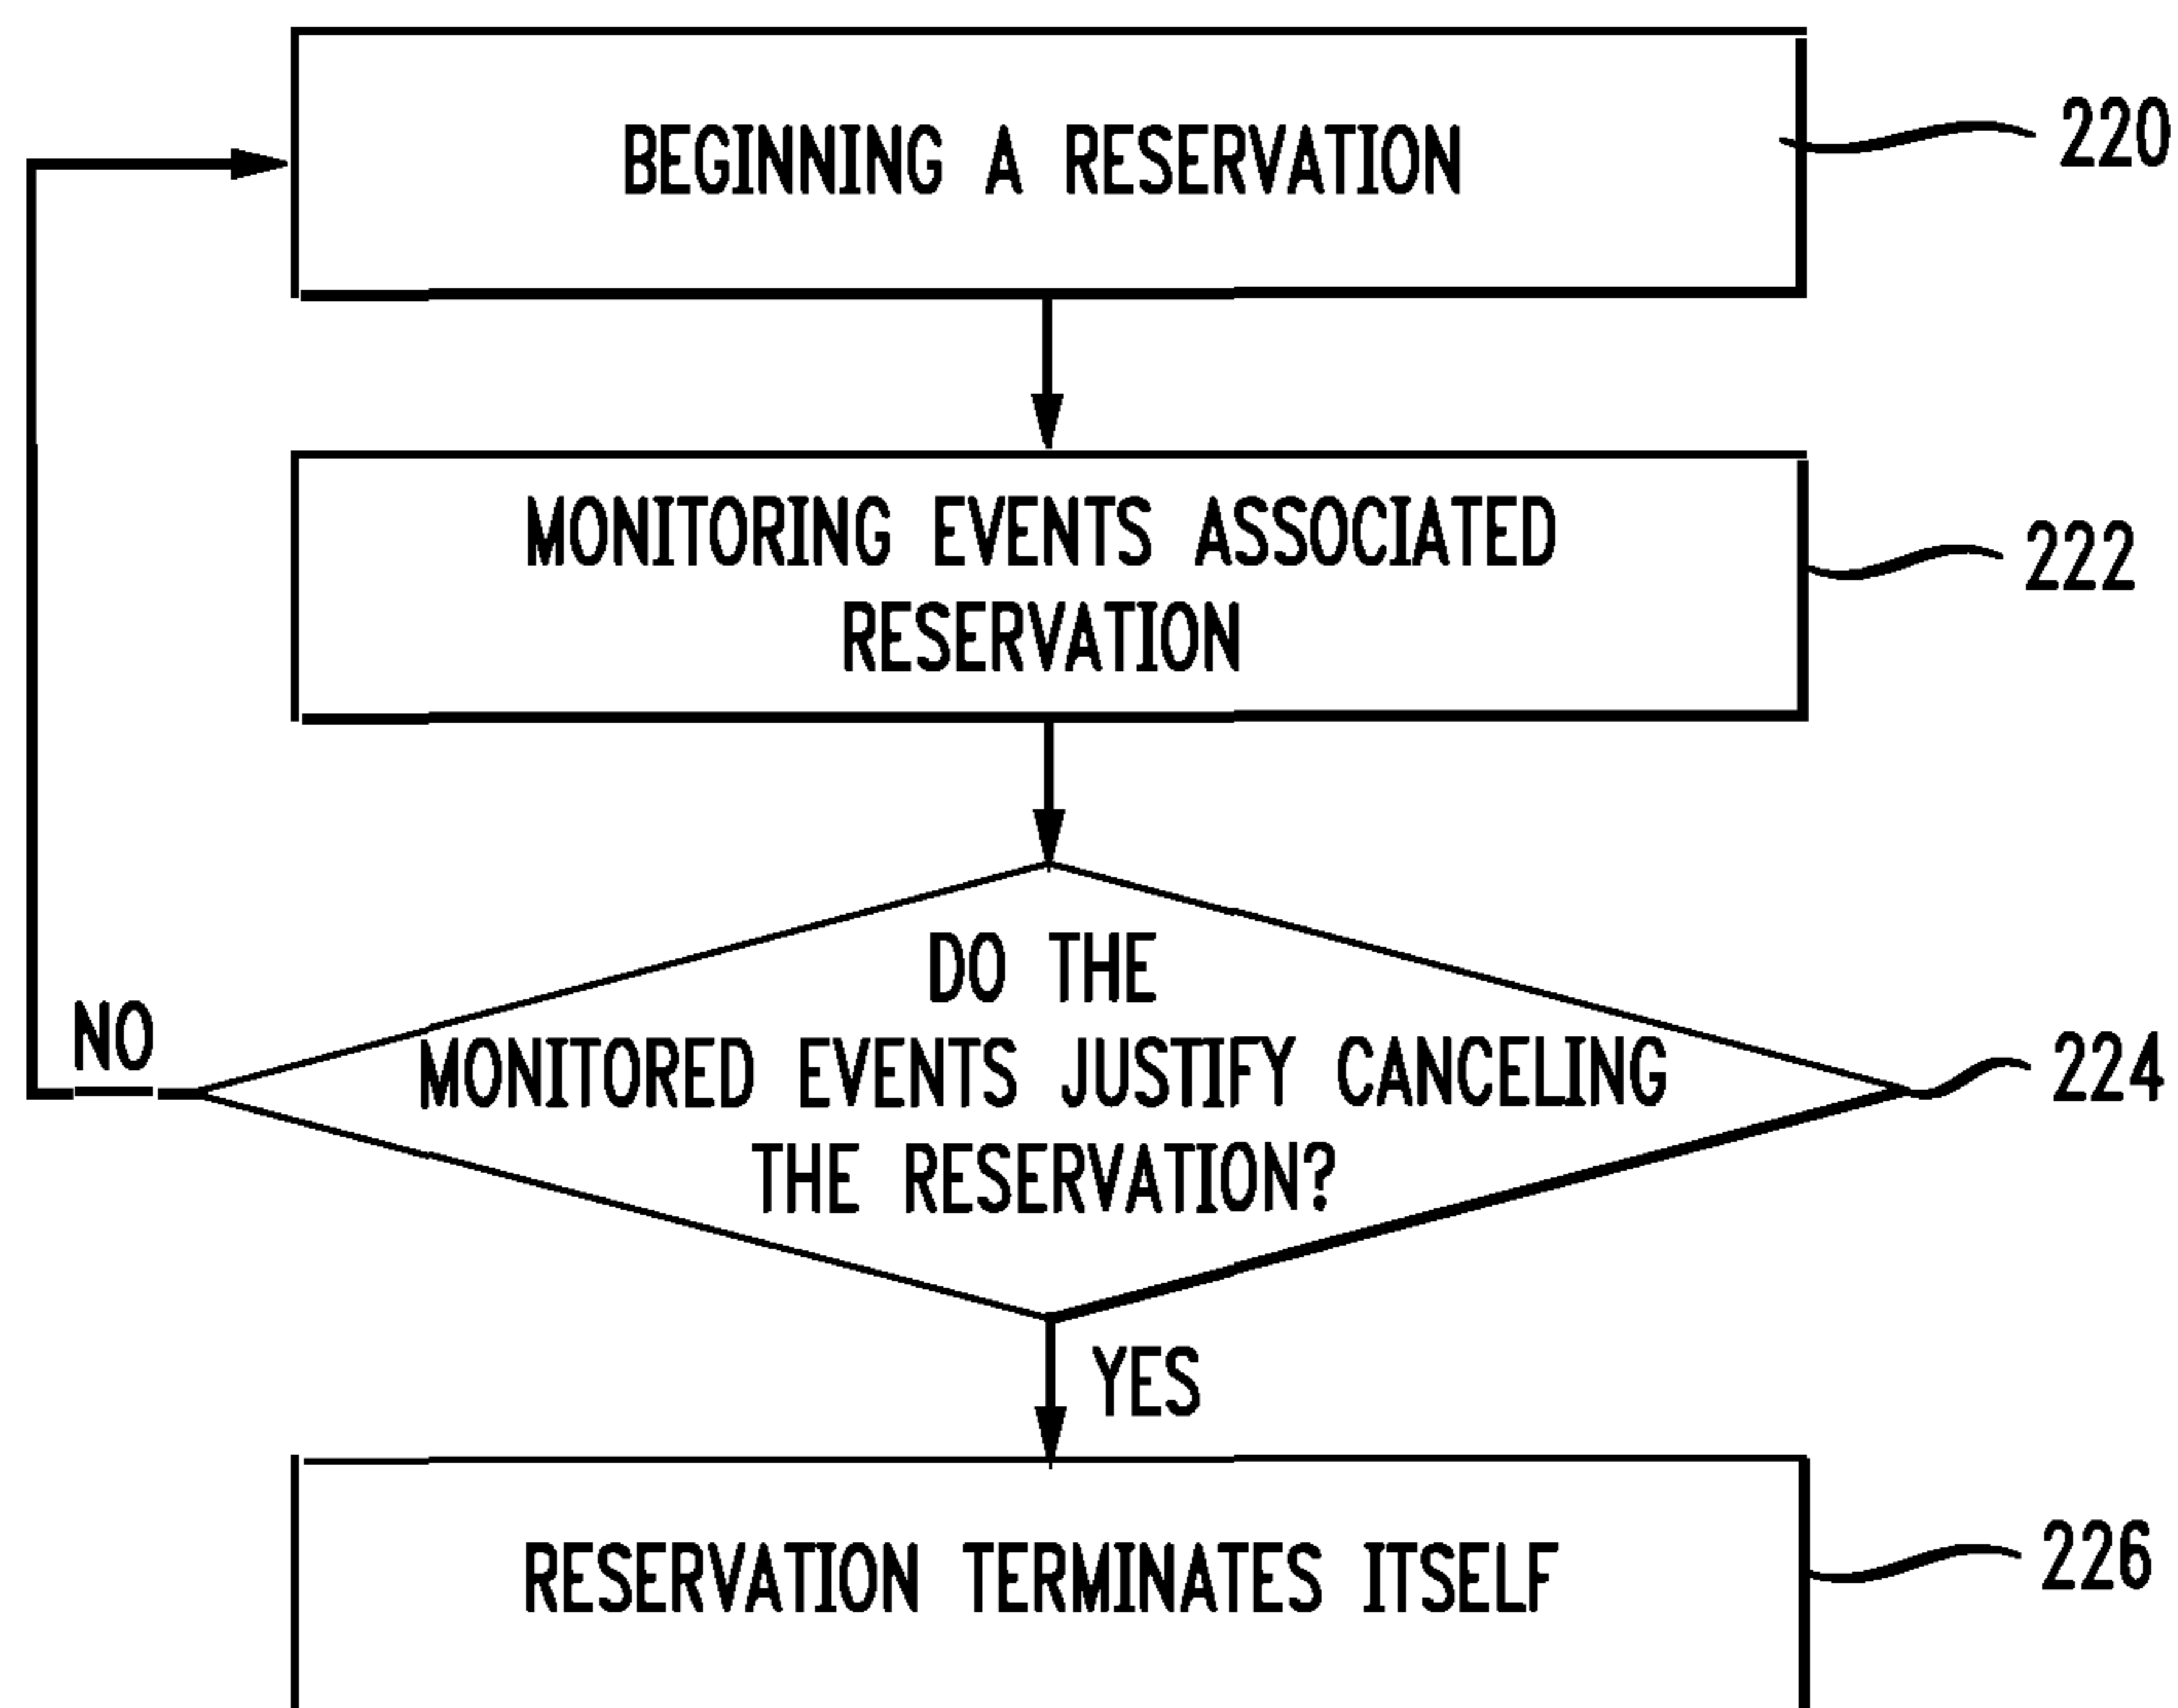 BEGINNING A RESERVATION
220
MONITORING EVENTS ASSOCIATED
RESERVATION
222
DO THE
MONITORED EVENTS JUSTIFY CANCELING
THE RESERVATION?
224
NO
YES
RESERVATION TERMINATES ITSELF
226